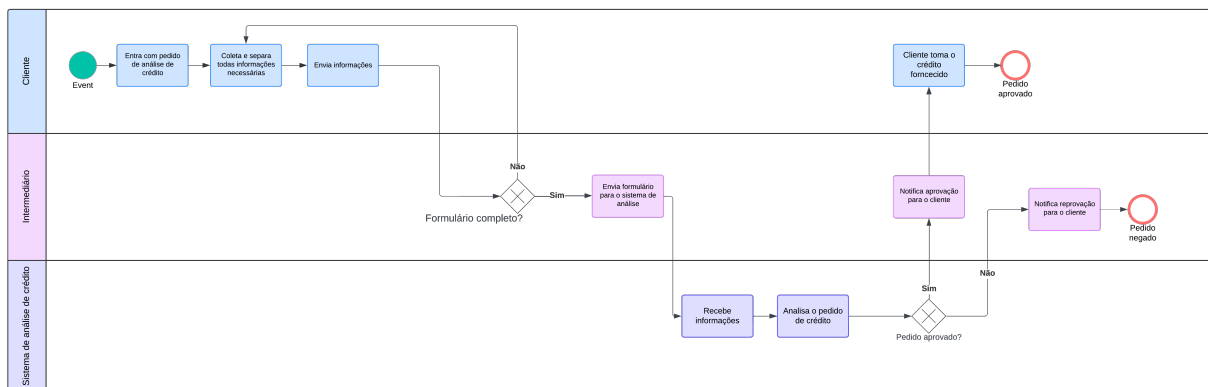 Cliente
Event
Entra com pedido
de análise de
crédito
Coleta e separa
todas informações
necessárias
Envia informações
Cliente toma o
crédito
forncecido
Pedido
aprovado
Intermediário
Não
Sim
Formulário completo?
Envia formulário
para o sistema de
análise
Notifica aprovação
para o cliente
Notifica reprovação
para o cliente
Pedido
negado
Sistema de análise de crédito
Recebe
informações
Analisa o pedido
de crédito
Sim
Não
Pedido aprovado?